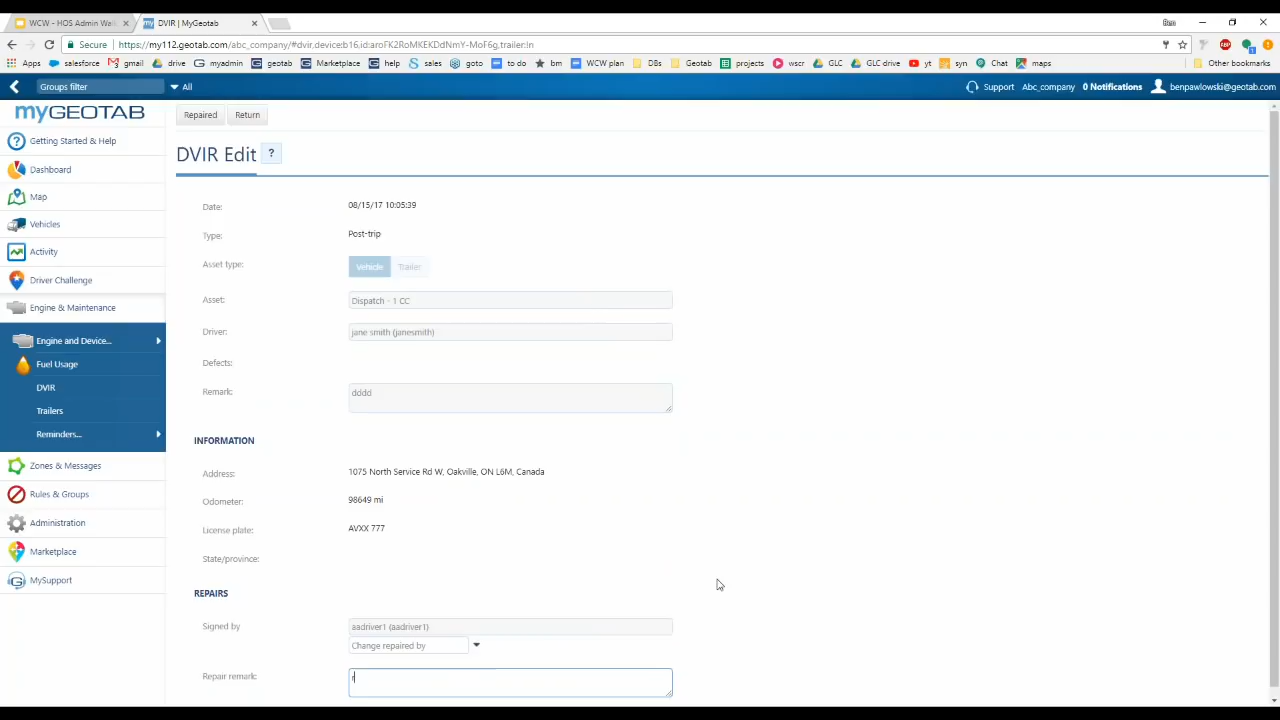 WCW - HOS Admin Wal
DVIR | MyGeotab
Secure https://my112.geotab.com/abc_company/#dvir,device:b16,id:aroFK2RoMKEKDdNmY-MoF6g,trailer:!n
Apps salesforce gmail drive myadmin geotab Marketplace help sales goto bm to do WCW plan DBs Geotab projects wscr GLC GLC drive yt syn Chat maps Other bookmarks
Groups filter All Support Abc_company 0 Notifications benpawlowski@geotab.com
myGEOTAB
Repaired Return
Getting Started & Help
DVIR Edit ?
Dashboard
Map
Vehicles
Activity
Driver Challenge
Engine & Maintenance
Engine and Device...
Fuel Usage
DVIR
Trailers
Reminders...
Zones & Messages
Rules & Groups
Administration
Marketplace
MySupport
Date: 08/15/17 10:05:39
Type: Post-trip
Asset type: Vehicle Trailer
Asset: Dispatch - 1 CC
Driver: jane smith (janesmith)
Defects:
Remark: dddd
INFORMATION
Address: 1075 North Service Rd W, Oakville, ON L6M, Canada
Odometer: 98649 mi
License plate: AVXX 777
State/province:
REPAIRS
Signed by aadriver1 (aadriver1)
Change repaired by
Repair remark: r